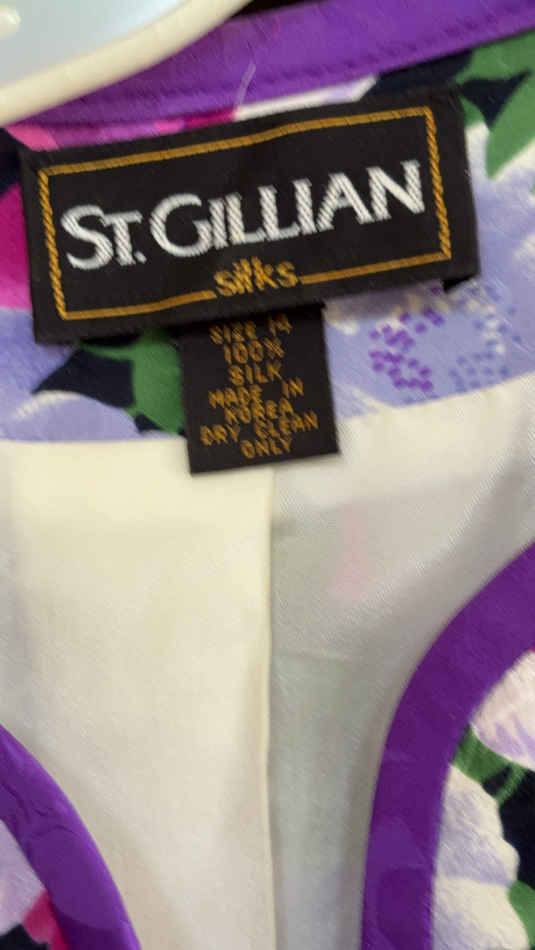 ST. GILLIAN
silks
SIZE 14
100%
SILK
MADE IN
KOREA
DRY CLEAN
ONLY